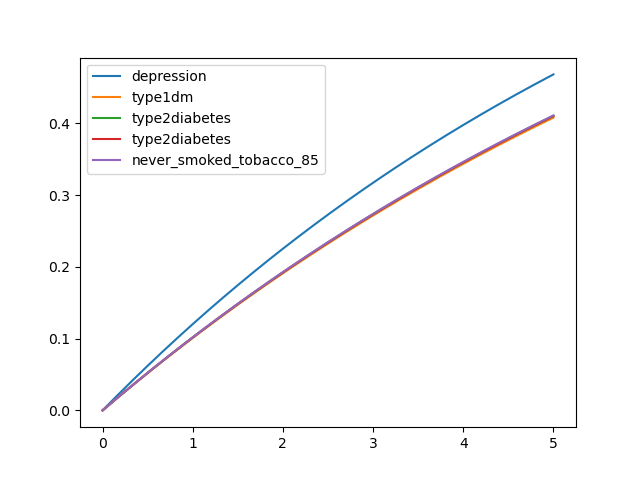 depression
type1dm
type2diabetes
type2diabetes
never_smoked_tobacco_85
0.4
0.3
0.2
0.1
0.0
0 1 2 3 4 5